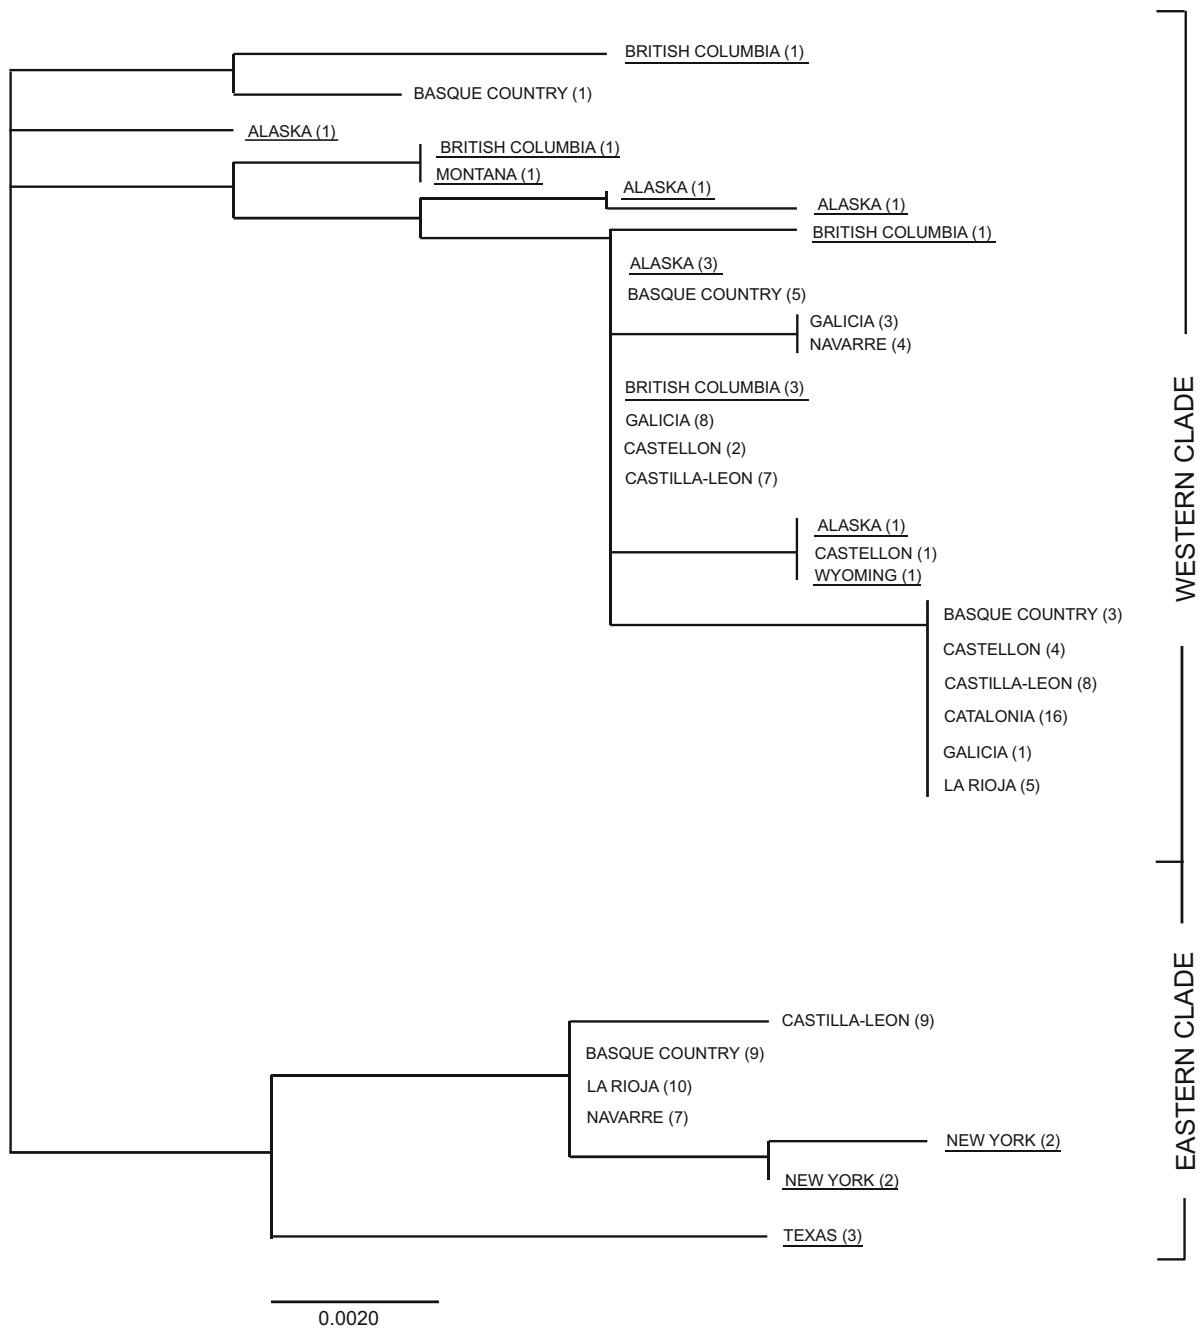 BRITISH COLUMBIA (1)
BASQUE COUNTRY (1)
ALASKA (1)
BRITISH COLUMBIA (1)
MONTANA (1)
ALASKA (1)
ALASKA (1)
BRITISH COLUMBIA (1)
ALASKA (3)
BASQUE COUNTRY (5)
GALICIA (3)
NAVARRE (4)
BRITISH COLUMBIA (3)
GALICIA (8)
CASTELLON (2)
CASTILLA-LEON (7)
ALASKA (1)
CASTELLON (1)
WYOMING (1)
BASQUE COUNTRY (3)
CASTELLON (4)
CASTILLA-LEON (8)
CATALONIA (16)
GALICIA (1)
LA RIOJA (5)
WESTERN CLADE
CASTILLA-LEON (9)
BASQUE COUNTRY (9)
LA RIOJA (10)
NAVARRE (7)
NEW YORK (2)
NEW YORK (2)
TEXAS (3)
EASTERN CLADE
0.0020